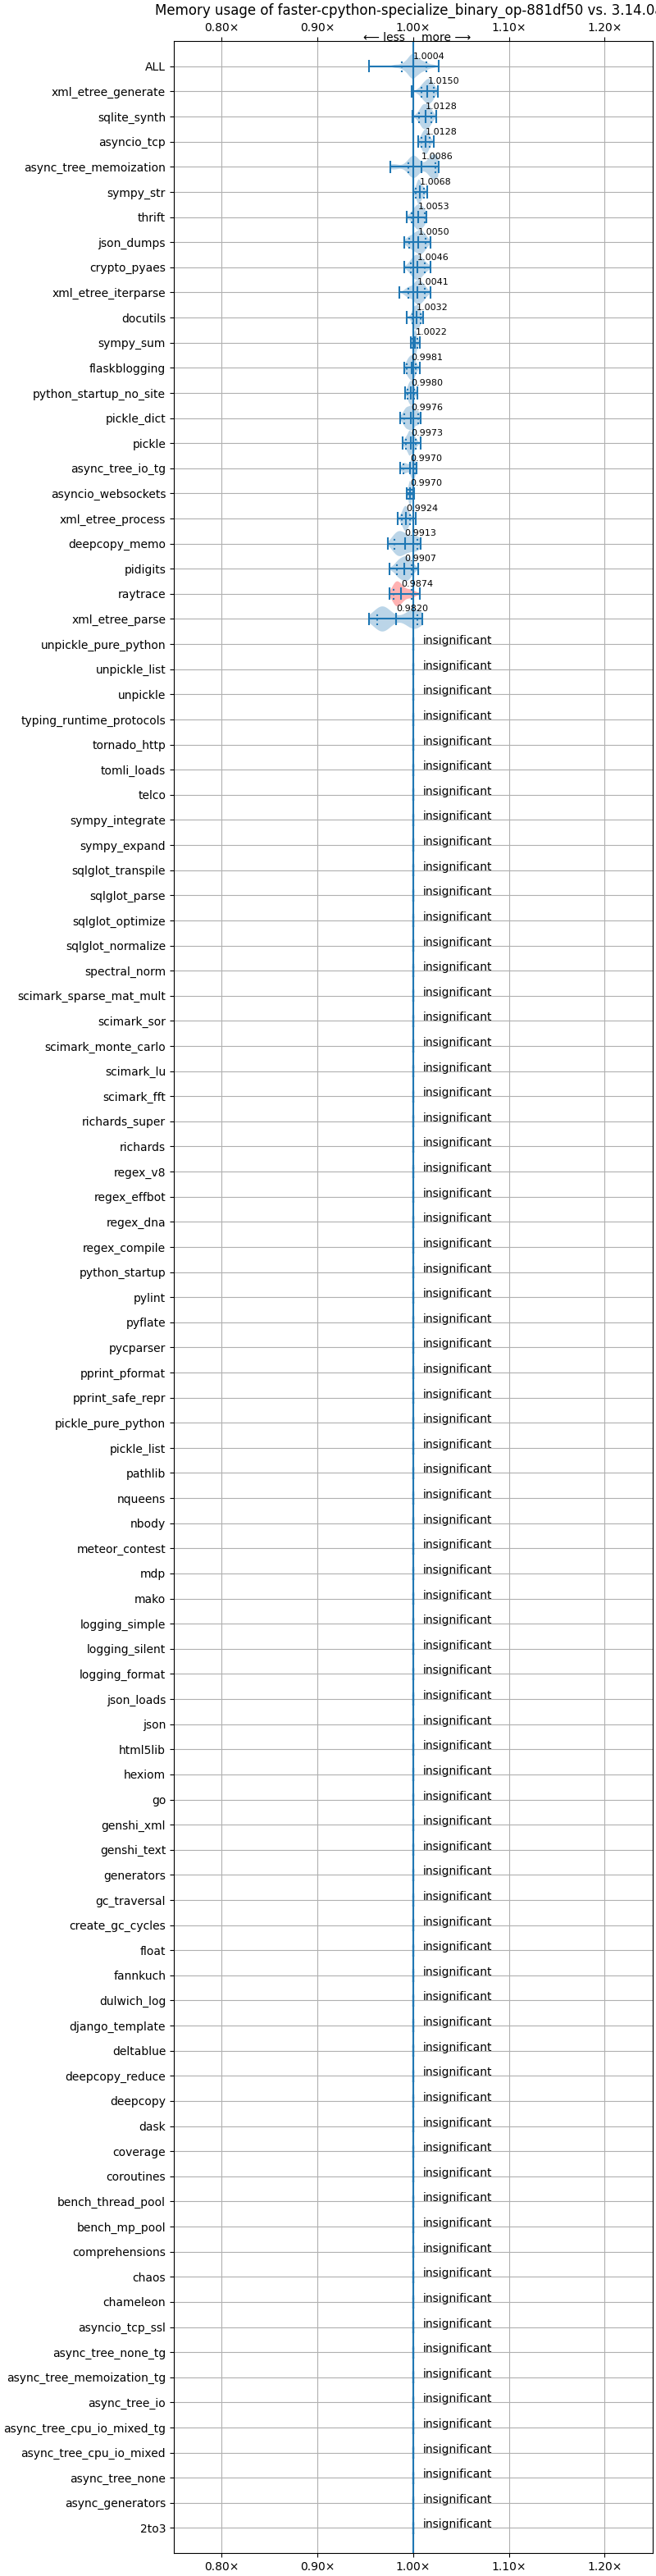 Memory usage of faster-cpython-specialize_binary_op-881df50 vs. 3.14.0
0.80× 0.90× 1.00× 1.10× 1.20×
⟵ less more ⟶
ALL 1.0004
xml_etree_generate 1.0150
sqlite_synth 1.0128
asyncio_tcp 1.0128
async_tree_memoization 1.0086
sympy_str 1.0068
thrift 1.0053
json_dumps 1.0050
crypto_pyaes 1.0046
xml_etree_iterparse 1.0041
docutils 1.0032
sympy_sum 1.0022
flaskblogging 0.9981
python_startup_no_site 0.9980
pickle_dict 0.9976
pickle 0.9973
async_tree_io_tg 0.9970
asyncio_websockets 0.9970
xml_etree_process 0.9924
deepcopy_memo 0.9913
pidigits 0.9907
raytrace 0.9874
xml_etree_parse 0.9820
unpickle_pure_python insignificant
unpickle_list insignificant
unpickle insignificant
typing_runtime_protocols insignificant
tornado_http insignificant
tomli_loads insignificant
telco insignificant
sympy_integrate insignificant
sympy_expand insignificant
sqlglot_transpile insignificant
sqlglot_parse insignificant
sqlglot_optimize insignificant
sqlglot_normalize insignificant
spectral_norm insignificant
scimark_sparse_mat_mult insignificant
scimark_sor insignificant
scimark_monte_carlo insignificant
scimark_lu insignificant
scimark_fft insignificant
richards_super insignificant
richards insignificant
regex_v8 insignificant
regex_effbot insignificant
regex_dna insignificant
regex_compile insignificant
python_startup insignificant
pylint insignificant
pyflate insignificant
pycparser insignificant
pprint_pformat insignificant
pprint_safe_repr insignificant
pickle_pure_python insignificant
pickle_list insignificant
pathlib insignificant
nqueens insignificant
nbody insignificant
meteor_contest insignificant
mdp insignificant
mako insignificant
logging_simple insignificant
logging_silent insignificant
logging_format insignificant
json_loads insignificant
json insignificant
html5lib insignificant
hexiom insignificant
go insignificant
genshi_xml insignificant
genshi_text insignificant
generators insignificant
gc_traversal insignificant
create_gc_cycles insignificant
float insignificant
fannkuch insignificant
dulwich_log insignificant
django_template insignificant
deltablue insignificant
deepcopy_reduce insignificant
deepcopy insignificant
dask insignificant
coverage insignificant
coroutines insignificant
bench_thread_pool insignificant
bench_mp_pool insignificant
comprehensions insignificant
chaos insignificant
chameleon insignificant
asyncio_tcp_ssl insignificant
async_tree_none_tg insignificant
async_tree_memoization_tg insignificant
async_tree_io insignificant
async_tree_cpu_io_mixed_tg insignificant
async_tree_cpu_io_mixed insignificant
async_tree_none insignificant
async_generators insignificant
2to3 insignificant
0.80× 0.90× 1.00× 1.10× 1.20×